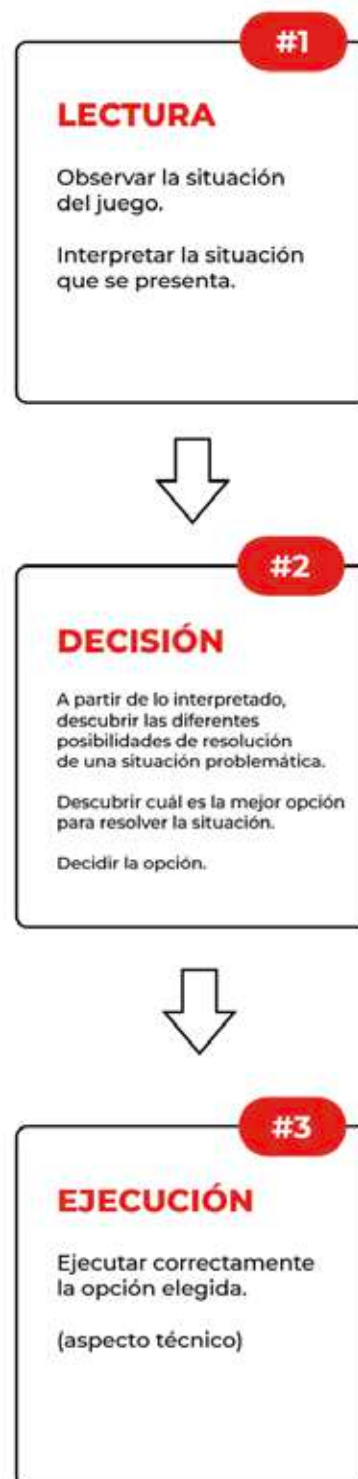 #1
LECTURA
Observar la situación
del juego.
Interpretar la situación
que se presenta.
#2
DECISIÓN
A partir de lo interpretado,
descubrir las diferentes
posibilidades de resolución
de una situación problemática.
Descubrir cuál es la mejor opción
para resolver la situación.
Decidir la opción.
#3
EJECUCIÓN
Ejecutar correctamente
la opción elegida.
(aspecto técnico)